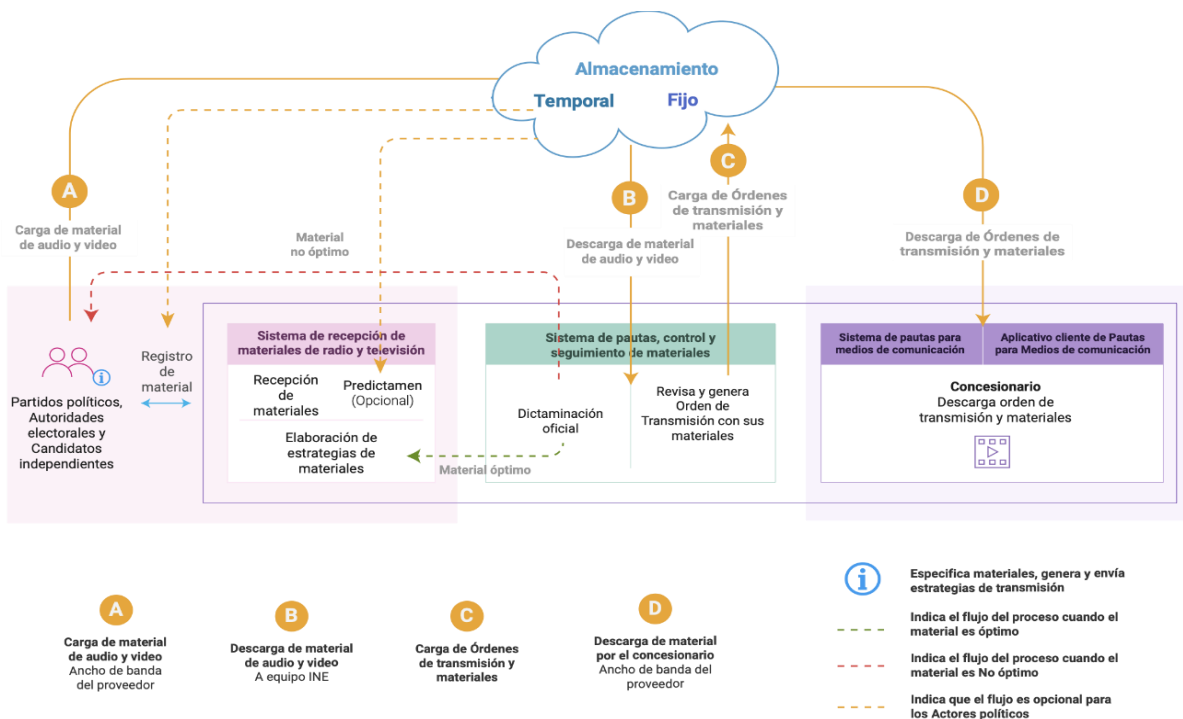 Almacenamiento
Temporal
Fijo
A
Carga de material
de audio y video
Material
no óptimo
B
Descarga de material
de audio y video
C
Carga de Órdenes
de transmisión y
materiales
D
Descarga de Órdenes de
transmisión y materiales
Partidos políticos,
Autoridades
electorales y
Candidatos
independientes
Registro
de
material
Sistema de recepción de
materiales de radio y televisión
Recepción
de
materiales
Predictamen
(Opcional)
Elaboración de
estrategias de
materiales
Material óptimo
Sistema de pautas, control y
seguimiento de materiales
Dictaminación
oficial
Revisa y genera
Orden de
Transmisión con sus
materiales
Sistema de pautas para
medios de comunicación
Aplicativo cliente de Pautas
para Medios de comunicación
Concesionario
Descarga orden de
transmisión y materiales
A
Carga de material
de audio y video
Ancho de banda
del proveedor
B
Descarga de material
de audio y video
A equipo INE
C
Carga de Órdenes
de transmisión y
materiales
D
Descarga de material
por el concesionario
Ancho de banda del
proveedor
Especifica materiales, genera y envía
estrategias de transmisión
Indica el flujo del proceso cuando el
material es óptimo
Indica el flujo del proceso cuando el
material es No óptimo
Indica que el flujo es opcional para
los Actores políticos